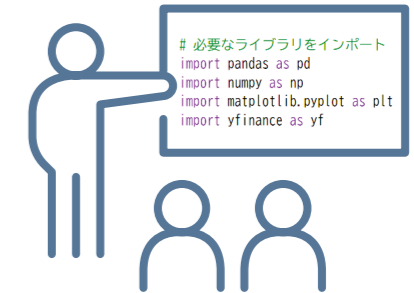 # 必要なライブラリをインポート
import pandas as pd
import numpy as np
import matplotlib.pyplot as plt
import yfinance as yf